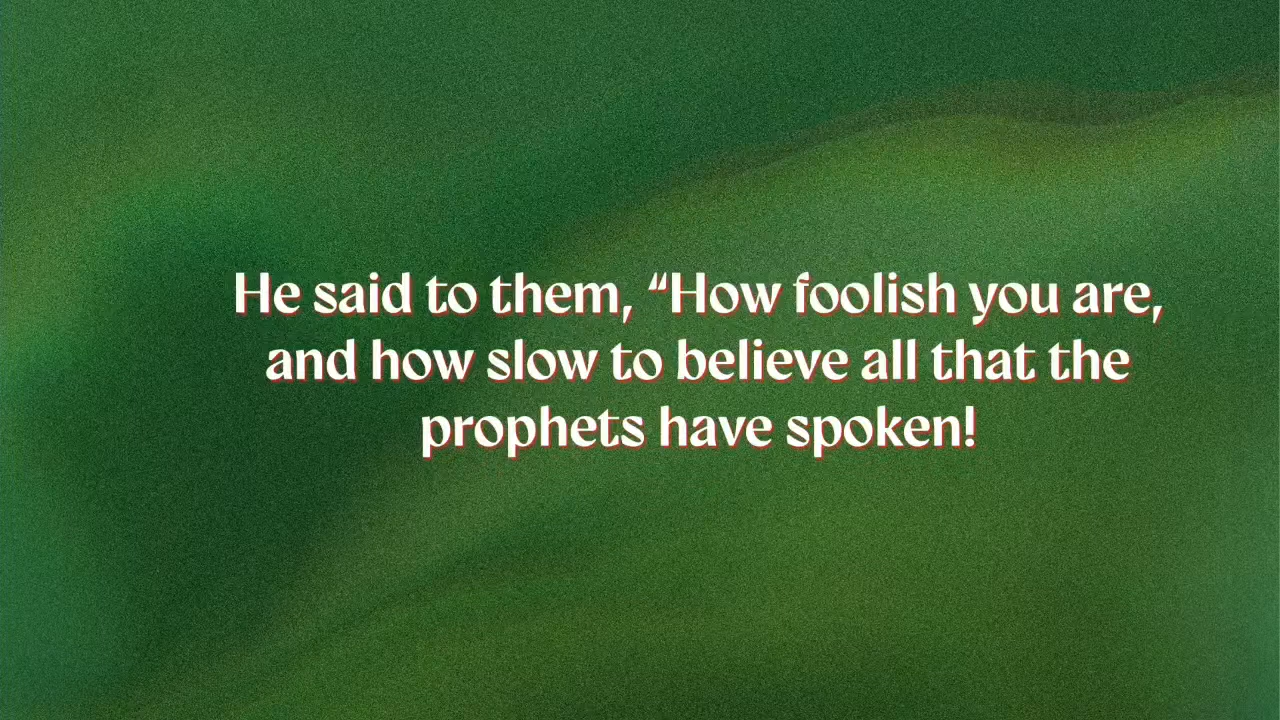 He said to them, “How foolish you are,
and how slow to believe all that the
prophets have spoken!